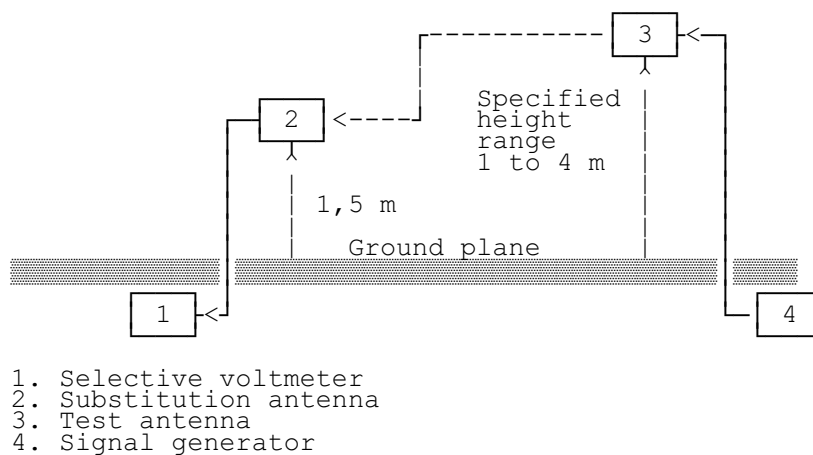 3
2
Specified
height
range
1 to 4 m
1,5 m
Ground plane
1
4
1. Selective voltmeter
2. Substitution antenna
3. Test antenna
4. Signal generator